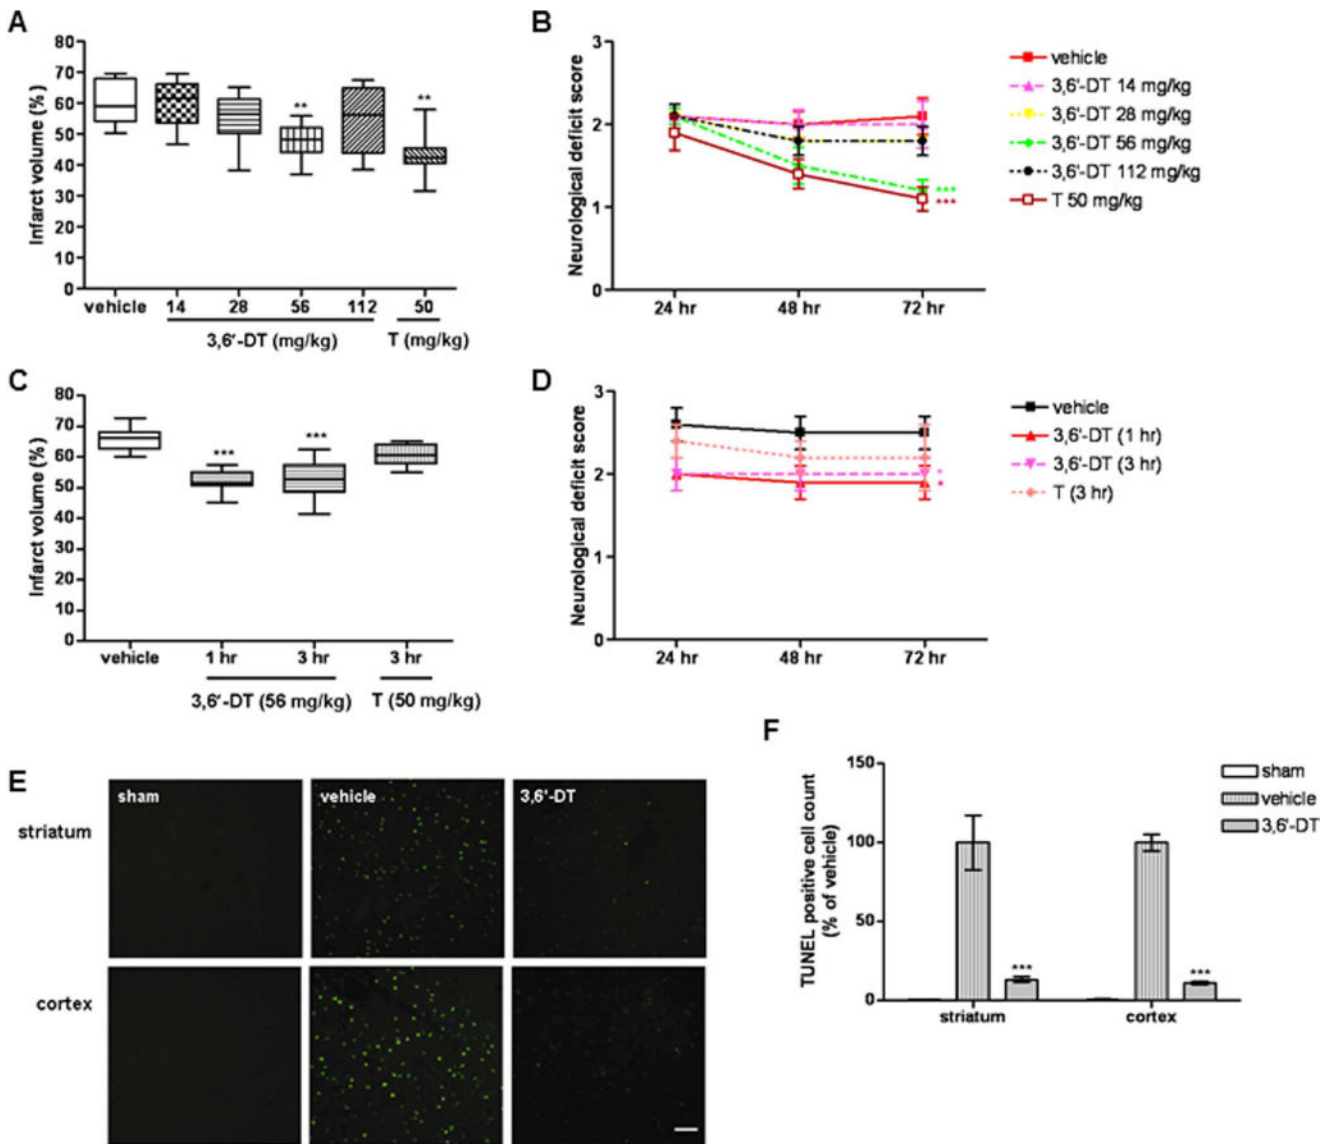 A
Infarct volume (%)
80
70
60
50
40
30
20
10
0
** **
vehicle 14 28 56 112 50
3,6'-DT (mg/kg) T (mg/kg)
B
Neurological deficit score
3
2
1
0
***
***
24 hr 48 hr 72 hr
vehicle
3,6'-DT 14 mg/kg
3,6'-DT 28 mg/kg
3,6'-DT 56 mg/kg
3,6'-DT 112 mg/kg
T 50 mg/kg
C
Infarct volume (%)
80
70
60
50
40
30
20
10
0
*** ***
vehicle 1 hr 3 hr 3 hr
3,6'-DT (56 mg/kg) T (50 mg/kg)
D
Neurological deficit score
3
2
1
0
*
*
24 hr 48 hr 72 hr
vehicle
3,6'-DT (1 hr)
3,6'-DT (3 hr)
T (3 hr)
E
sham vehicle 3,6'-DT
striatum
cortex
F
TUNEL positive cell count
(% of vehicle)
150
100
50
0
*** ***
striatum cortex
sham
vehicle
3,6'-DT